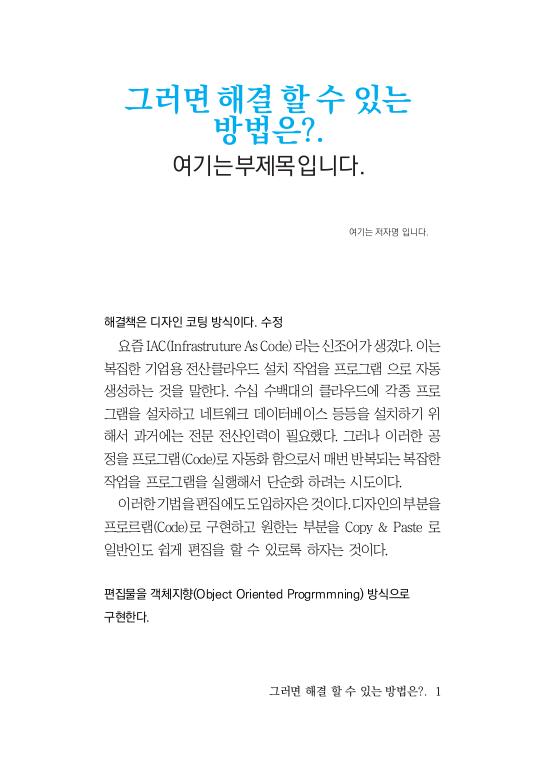 그러면 해결 할 수 있는
방법은?.
여기는부제목입니다.
여기는 저자명 입니다.
해결책은 디자인 코팅 방식이다. 수정
요즘 IAC(Infrastruture As Code) 라는 신조어가 생겼다. 이는
복잡한 기업용 전산클라우드 설치 작업을 프로그램 으로 자동
생성하는 것을 말한다. 수십 수백대의 클라우드에 각종 프로
그램을 설차하고 네트워크 데이터베이스 등등을 설치하기 위
해서 과거에는 전문 전산인력이 필요했다. 그러나 이러한 공
정을 프로그램(Code)로 자동화 함으로서 매번 반복되는 복잡한
작업을 프로그램을 실행해서 단순화 하려는 시도이다.
이러한 기법을 편집에도 도입하자은 것이다. 디자인의 부분을
프로르램(Code)로 구현하고 원한는 부분을 Copy & Paste 로
일반인도 쉽게 편집을 할 수 있로록 하자는 것이다.
편집물을 객체지향(Object Oriented Progrmmning) 방식으로
구현한다.
그러면 해결 할 수 있는 방법은?. 1